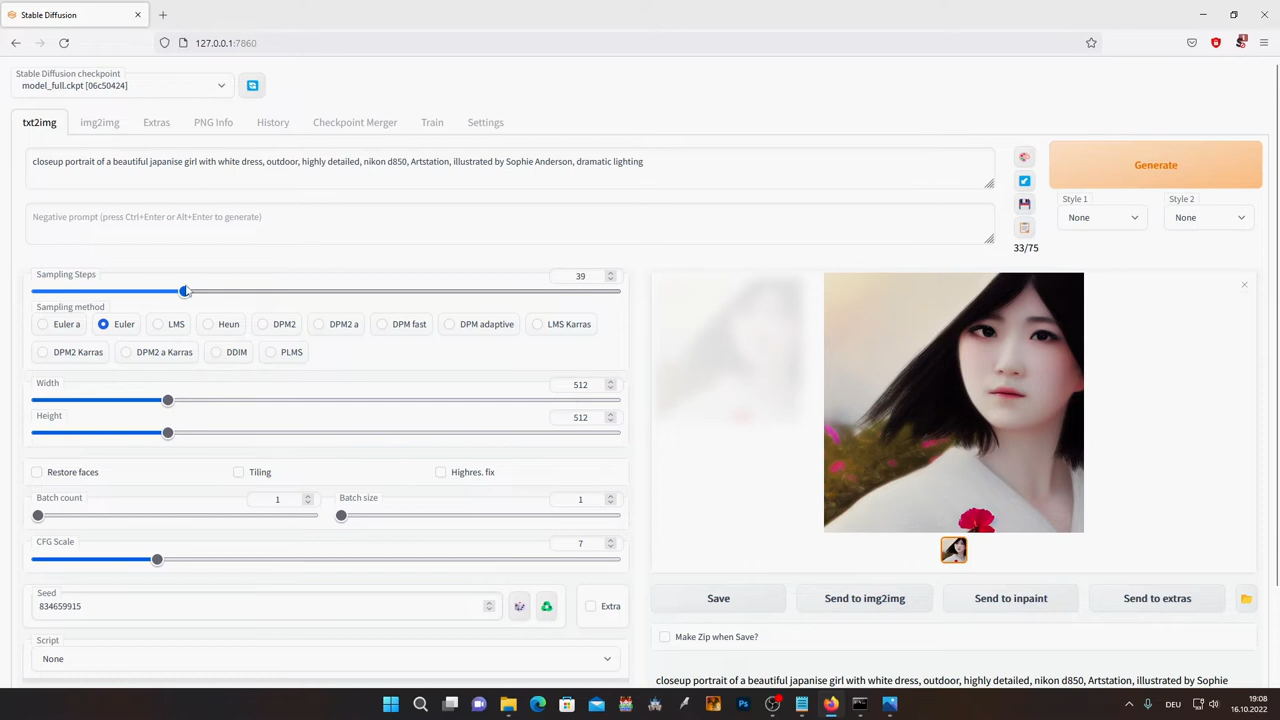 Stable Diffusion
127.0.0.1:7860
Stable Diffusion checkpoint
model_full.ckpt [06c50424]
txt2img img2img Extras PNG Info History Checkpoint Merger Train Settings
closeup portrait of a beautiful japanise girl with white dress, outdoor, highly detailed, nikon d850, Artstation, illustrated by Sophie Anderson, dramatic lighting
Generate
Style 1 Style 2
None None
Negative prompt (press Ctrl+Enter or Alt+Enter to generate)
33/75
Sampling Steps 39
Sampling method
Euler a Euler LMS Heun DPM2 DPM2 a DPM fast DPM adaptive LMS Karras
DPM2 Karras DPM2 a Karras DDIM PLMS
Width 512
Height 512
Restore faces Tiling Highres. fix
Batch count 1 Batch size 1
CFG Scale 7
Seed
834659915
Extra
Script
None
Save Send to img2img Send to inpaint Send to extras
Make Zip when Save?
closeup portrait of a beautiful japanise girl with white dress, outdoor, highly detailed, nikon d850, Artstation, illustrated by Sophie
DEU
19:08
16.10.2022